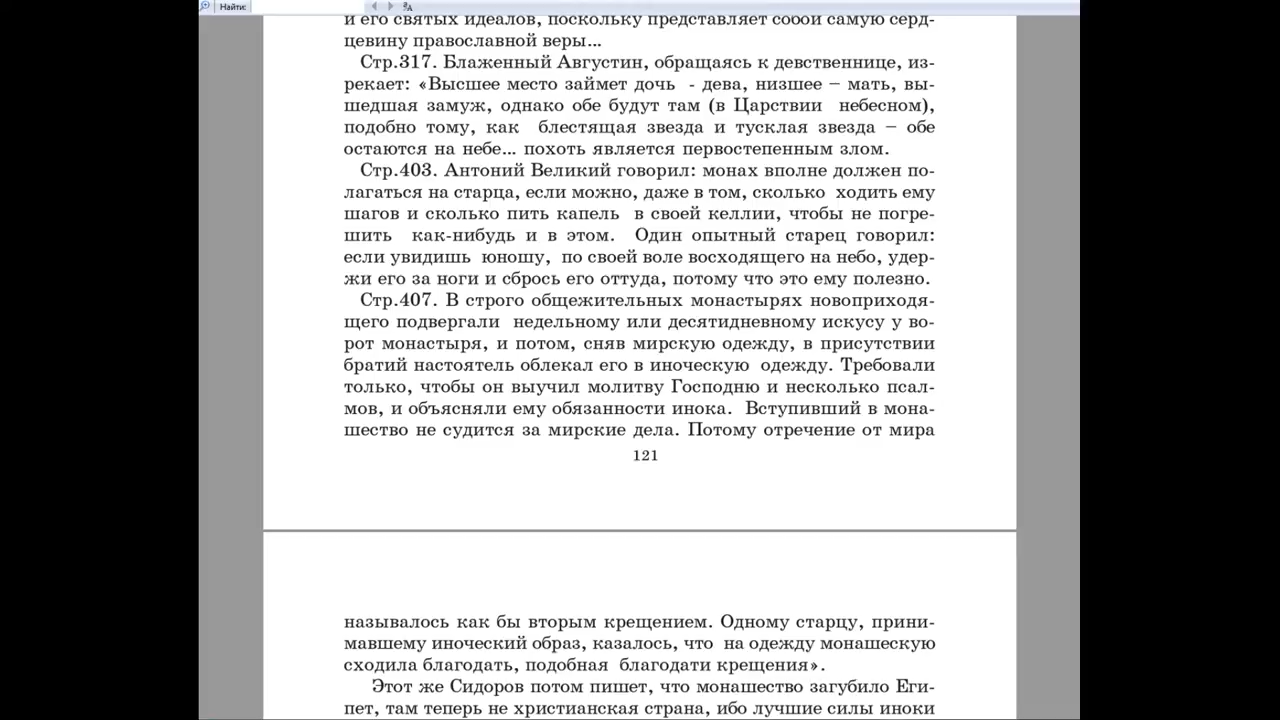 Найти:
и его святых идеалов, поскольку представляет собой самую серд-
цевину православной веры...
Стр.317. Блаженный Августин, обращаясь к девственнице, из-
рекает: «Высшее место займет дочь - дева, низшее – мать, вы-
шедшая замуж, однако обе будут там (в Царствии небесном),
подобно тому, как блестящая звезда и тусклая звезда – обе
остаются на небе... похоть является первостепенным злом.
Стр.403. Антоний Великий говорил: монах вполне должен по-
лагаться на старца, если можно, даже в том, сколько ходить ему
шагов и сколько пить капель в своей келлии, чтобы не погре-
шить как-нибудь и в этом. Один опытный старец говорил:
если увидишь юношу, по своей воле восходящего на небо, удер-
жи его за ноги и сбрось его оттуда, потому что это ему полезно.
Стр.407. В строго общежительных монастырях новоприходя-
щего подвергали недельному или десятидневному искусу у во-
рот монастыря, и потом, сняв мирскую одежду, в присутствии
братий настоятель облекал его в иноческую одежду. Требовали
только, чтобы он выучил молитву Господню и несколько псал-
мов, и объясняли ему обязанности инока. Вступивший в мона-
шество не судится за мирские дела. Потому отречение от мира
121
называлось как бы вторым крещением. Одному старцу, прини-
мавшему иноческий образ, казалось, что на одежду монашескую
сходила благодать, подобная благодати крещения».
Этот же Сидоров потом пишет, что монашество загубило Еги-
пет, там теперь не христианская страна, ибо лучшие силы иноки